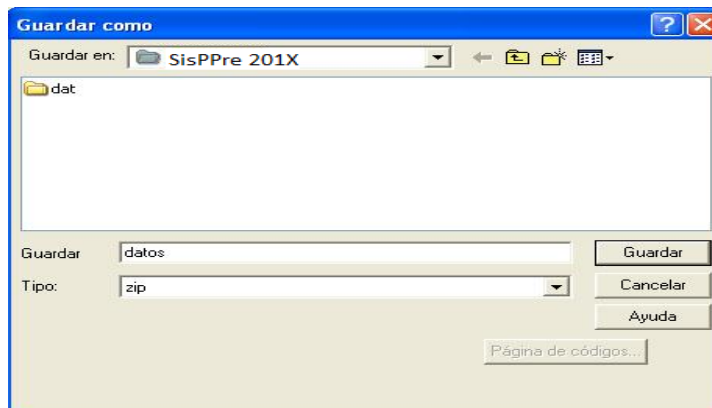 Guardar como
Guardar en: SisPPre 201X
dat
Guardar datos Guardar
Tipo: zip Cancelar
Ayuda
Página de códigos...